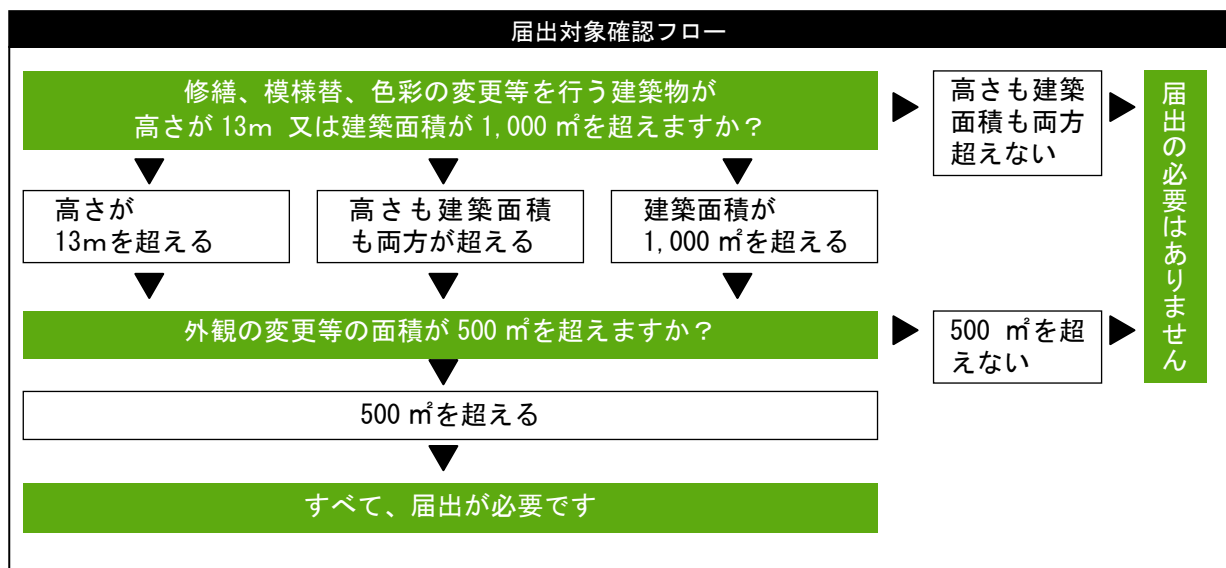 届出対象確認フロー
修繕、模様替、色彩の変更等を行う建築物が
高さが 13m 又は建築面積が 1,000 ㎡を超えますか？
高さも建築
面積も両方
超えない
届出の必要はありません
高さが
13mを超える
高さも建築面積
も両方が超える
建築面積が
1,000 ㎡を超える
外観の変更等の面積が 500 ㎡を超えますか？
500 ㎡を超
えない
500 ㎡を超える
すべて、届出が必要です